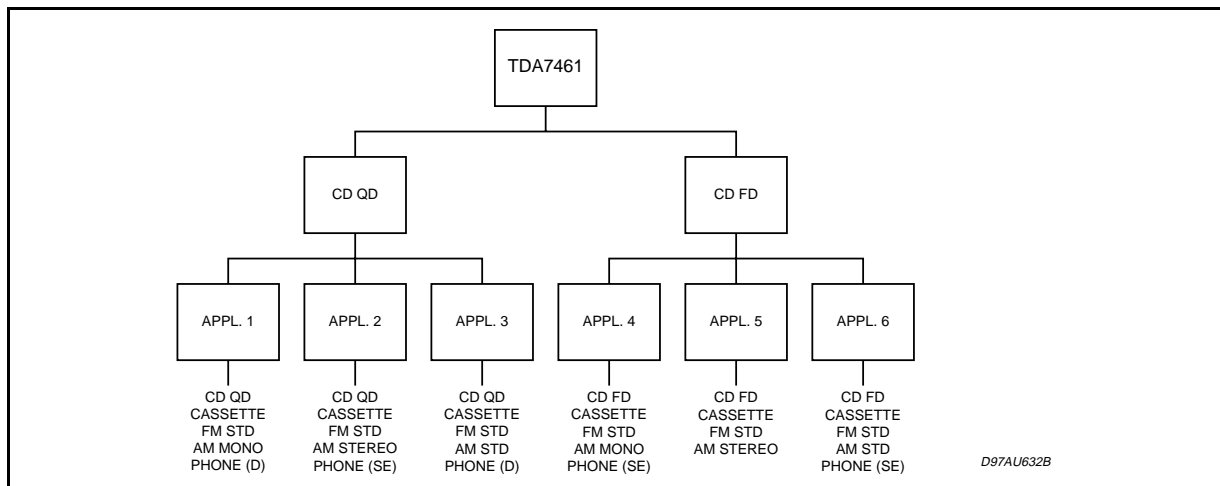 TDA7461
CD QD
CD FD
APPL. 1
APPL. 2
APPL. 3
APPL. 4
APPL. 5
APPL. 6
CD QD
CASSETTE
FM STD
AM MONO
PHONE (D)
CD QD
CASSETTE
FM STD
AM STEREO
PHONE (SE)
CD QD
CASSETTE
FM STD
AM STD
PHONE (D)
CD FD
CASSETTE
FM STD
AM MONO
PHONE (SE)
CD FD
CASSETTE
FM STD
AM STEREO
CD FD
CASSETTE
FM STD
AM STD
PHONE (SE)
D97AU632B